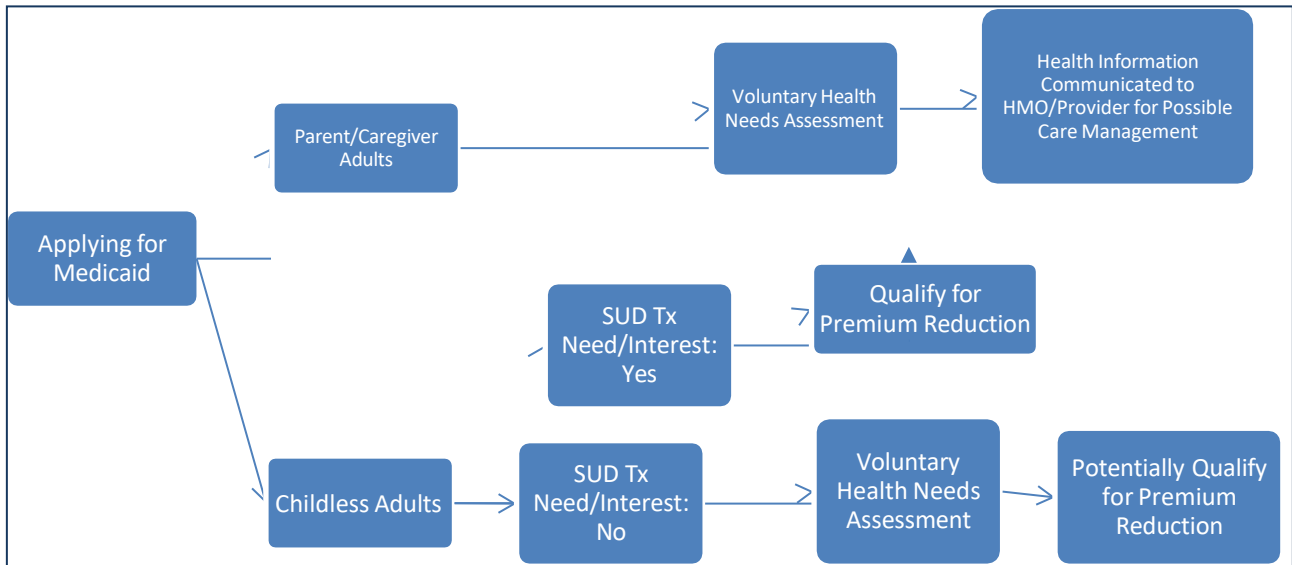 Applying for
Medicaid
Parent/Caregiver
Adults
Voluntary Health
Needs Assessment
Health Information
Communicated to
HMO/Provider for Possible
Care Management
Childless Adults
SUD Tx
Need/Interest:
Yes
Qualify for
Premium Reduction
SUD Tx
Need/Interest:
No
Voluntary
Health Needs
Assessment
Potentially Qualify
for Premium
Reduction